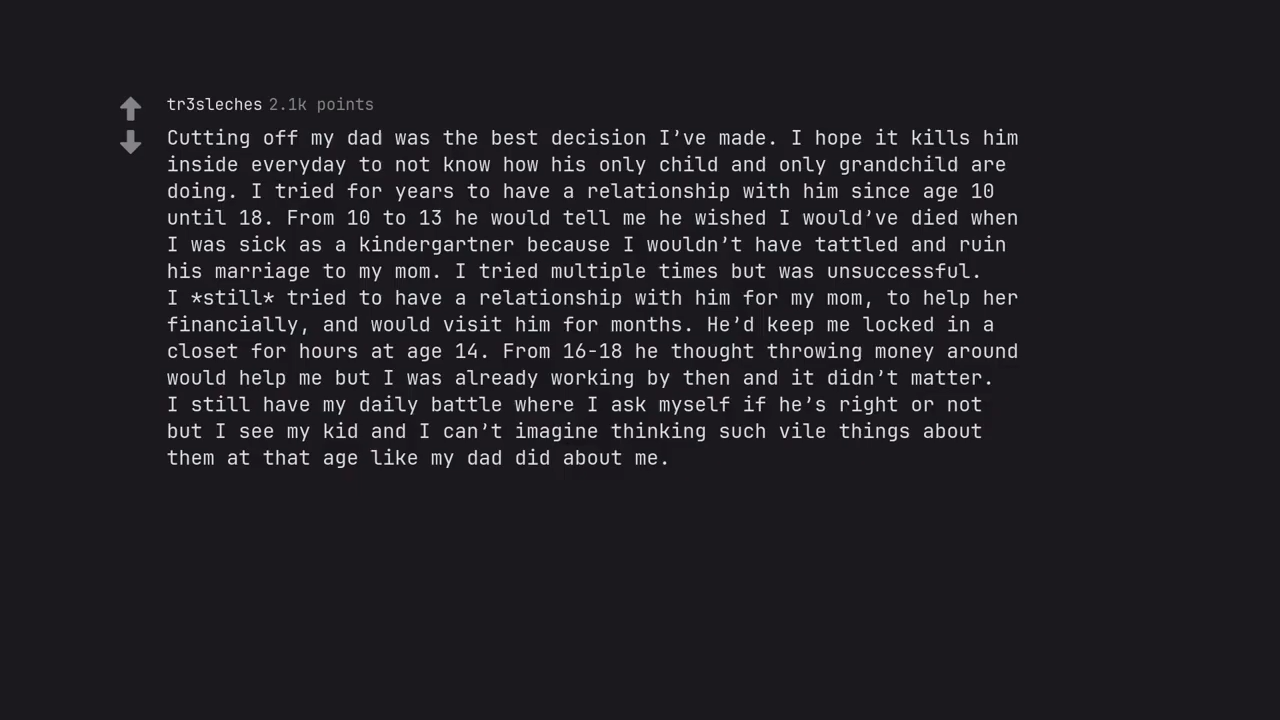 tr3sleches 2.1k points
Cutting off my dad was the best decision I’ve made. I hope it kills him
inside everyday to not know how his only child and only grandchild are
doing. I tried for years to have a relationship with him since age 10
until 18. From 10 to 13 he would tell me he wished I would’ve died when
I was sick as a kindergartner because I wouldn’t have tattled and ruin
his marriage to my mom. I tried multiple times but was unsuccessful.
I *still* tried to have a relationship with him for my mom, to help her
financially, and would visit him for months. He’d keep me locked in a
closet for hours at age 14. From 16-18 he thought throwing money around
would help me but I was already working by then and it didn’t matter.
I still have my daily battle where I ask myself if he’s right or not
but I see my kid and I can’t imagine thinking such vile things about
them at that age like my dad did about me.